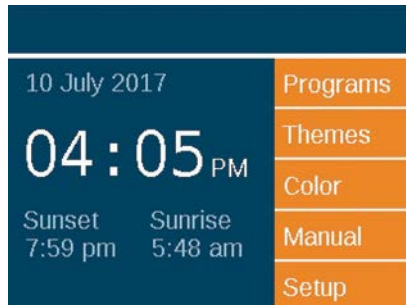 10 July 2017
04:05 PM
Sunset Sunrise
7:59 pm 5:48 am
Programs
Themes
Color
Manual
Setup